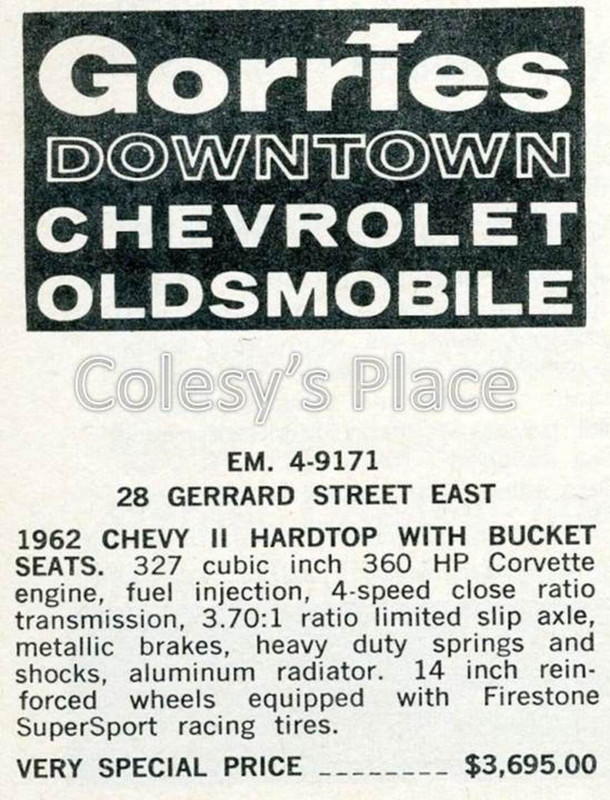 Gorries
DOWNTOWN
CHEVROLET
OLDSMOBILE
Colesy's Place
EM. 4-9171
28 GERRARD STREET EAST
1962 CHEVY II HARDTOP WITH BUCKET
SEATS. 327 cubic inch 360 HP Corvette
engine, fuel injection, 4-speed close ratio
transmission, 3.70:1 ratio limited slip axle,
metallic brakes, heavy duty springs and
shocks, aluminum radiator. 14 inch rein-
forced wheels equipped with Firestone
SuperSport racing tires.
VERY SPECIAL PRICE _ _ _ _ _ _ _ _ $3,695.00